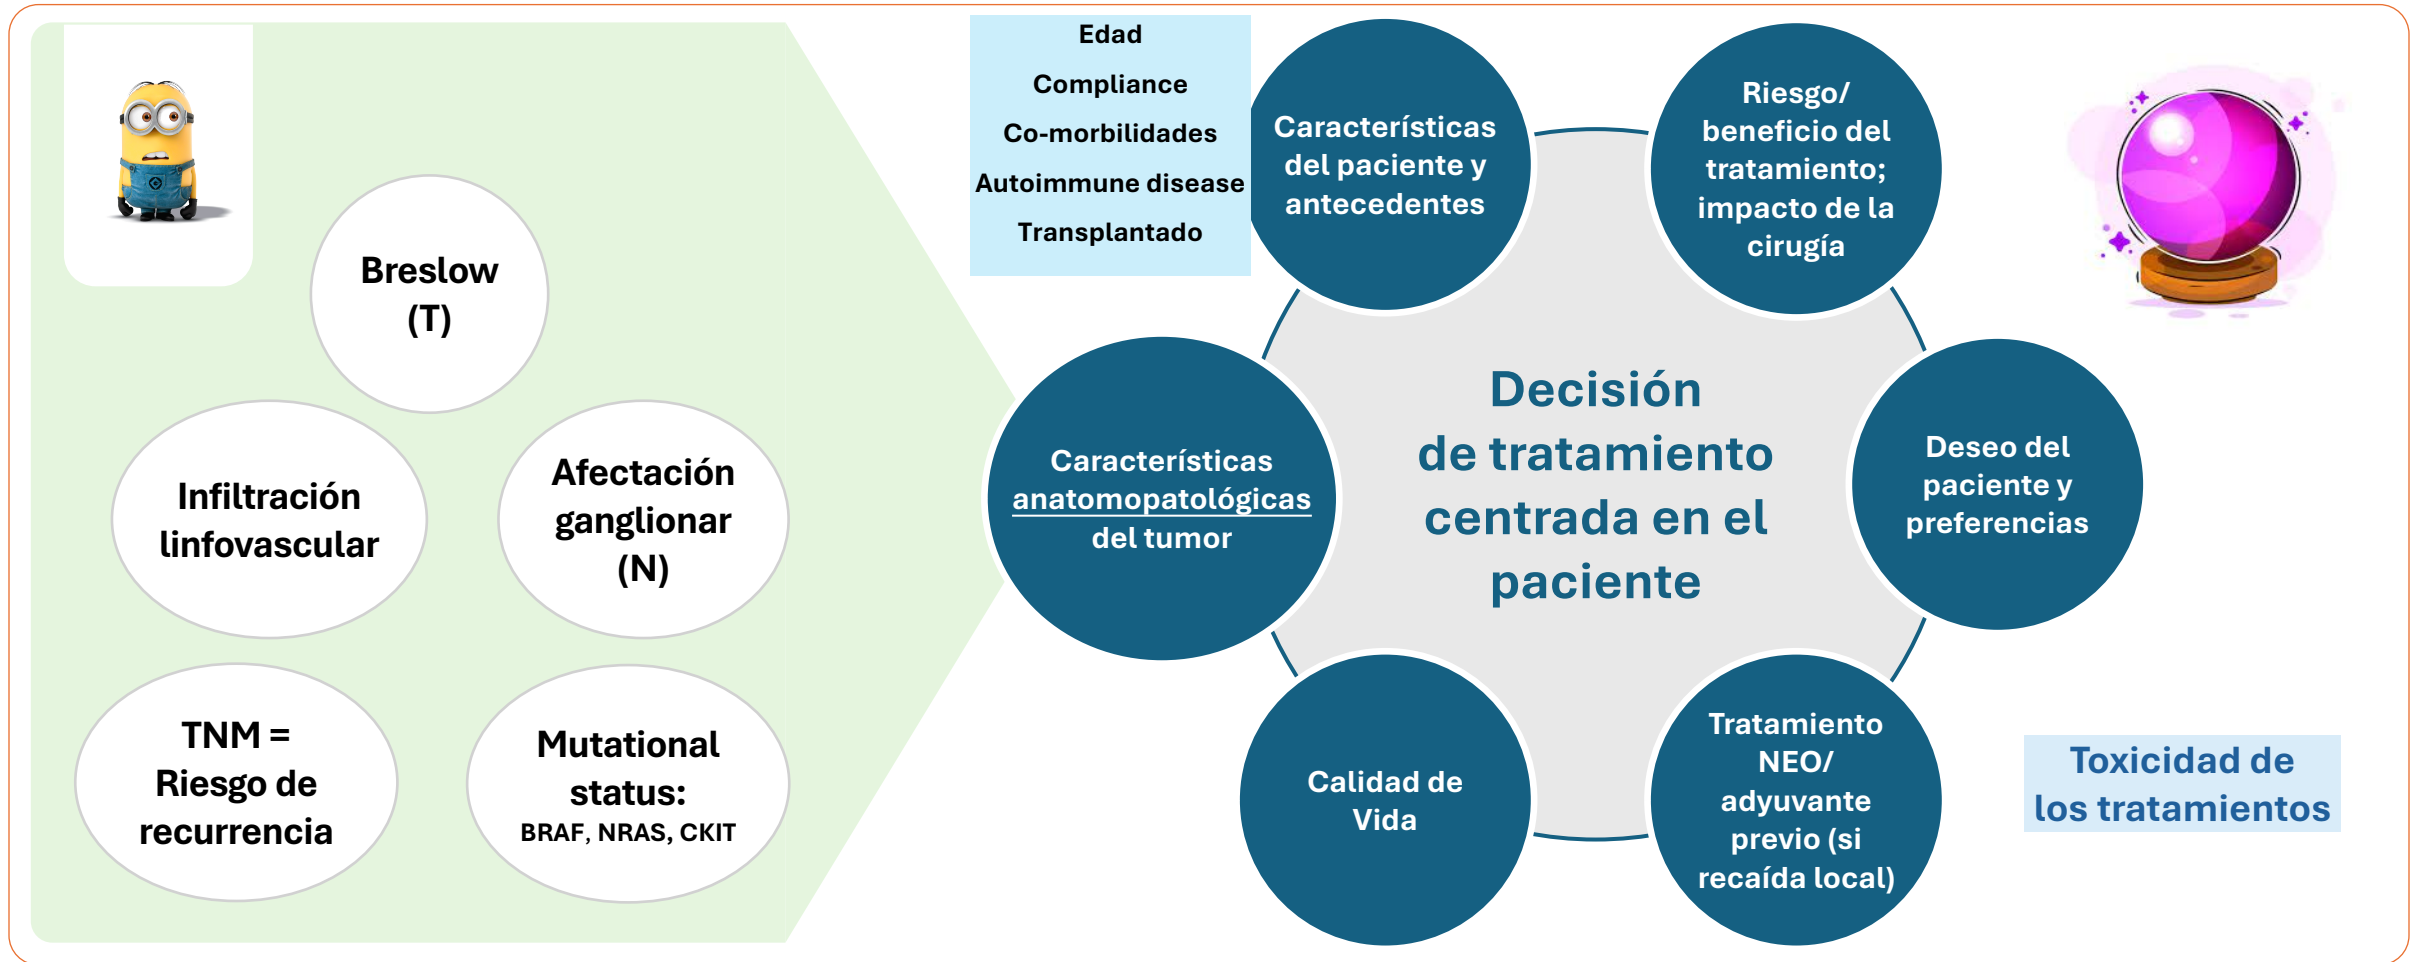 Breslow
(T)
Infiltración
linfovascular
Afectación
ganglionar
(N)
TNM =
Riesgo de
recurrencia
Mutational
status:
BRAF, NRAS, CKIT
Edad
Compliance
Co-morbilidades
Autoimmune disease
Transplantado
Características
del paciente y
antecedentes
Riesgo/
beneficio del
tratamiento;
impacto de la
cirugía
Características
anatomopatológicas
del tumor
Decisión
de tratamiento
centrada en el
paciente
Deseo del
paciente y
preferencias
Calidad de
Vida
Tratamiento
NEO/
adyuvante
previo (si
recaída local)
Toxicidad de
los tratamientos